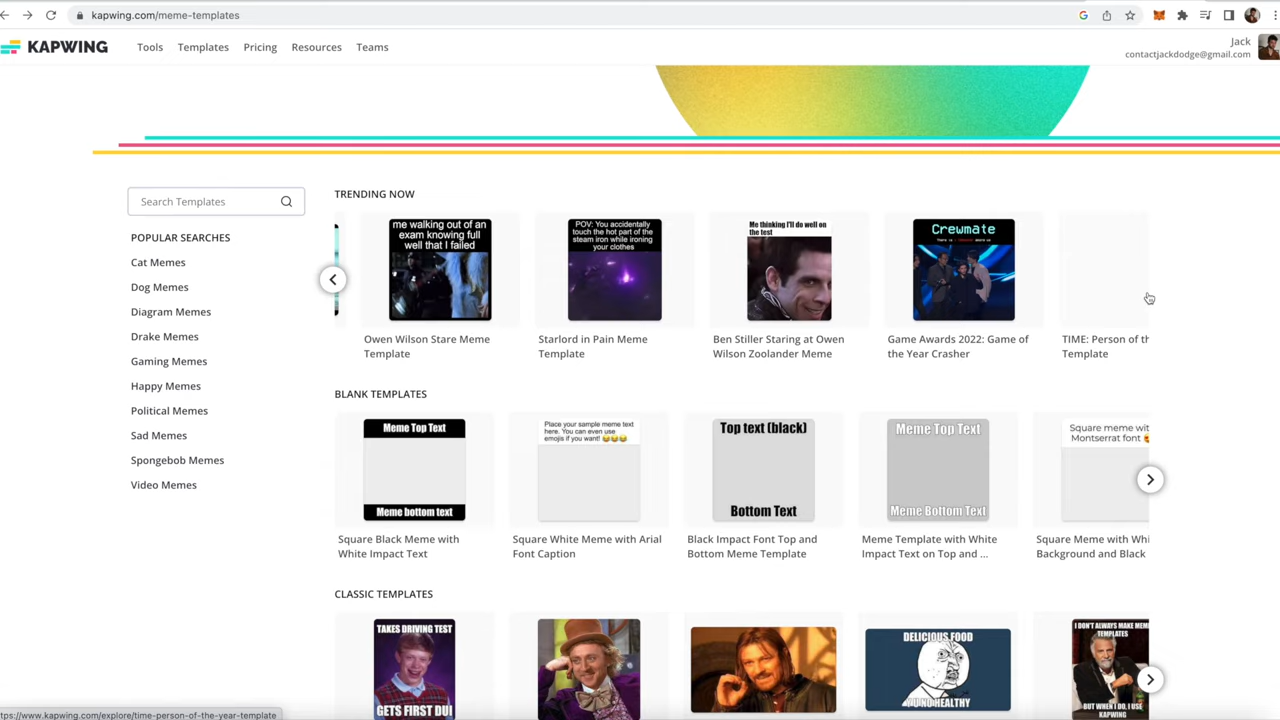 kapwing.com/meme-templates
KAPWING
Tools
Templates
Pricing
Resources
Teams
Jack
contactjackdodge@gmail.com
Search Templates
POPULAR SEARCHES
Cat Memes
Dog Memes
Diagram Memes
Drake Memes
Gaming Memes
Happy Memes
Political Memes
Sad Memes
Spongebob Memes
Video Memes
TRENDING NOW
me walking out of an
exam knowing full
well that I failed
Owen Wilson Stare Meme
Template
POV: You accidentally
touch the hot part of the
steam iron while ironing
your clothes
Starlord in Pain Meme
Template
Me thinking I'll do well on
the test
Ben Stiller Staring at Owen
Wilson Zoolander Meme
Crewmate
Game Awards 2022: Game of
the Year Crasher
TIME: Person of th
Template
BLANK TEMPLATES
Meme Top Text
Meme bottom text
Square Black Meme with
White Impact Text
Place your sample meme text
here. You can even use
emojis if you want! 😂😂😂
Square White Meme with Arial
Font Caption
Top text (black)
Bottom Text
Black Impact Font Top and
Bottom Meme Template
Meme Top Text
Meme Bottom Text
Meme Template with White
Impact Text on Top and ...
Square meme wit
Montserrat font
Square Meme with Whi
Background and Black
CLASSIC TEMPLATES
TAKES DRIVING TEST
GETS FIRST DUI
DELICIOUS FOOD
Y U NO HEALTHY
I DON'T ALWAYS MAKE MEM
TEMPLATES
BUT WHEN I DO, I USE
KAPWING
ttps://www.kapwing.com/explore/time-person-of-the-year-template